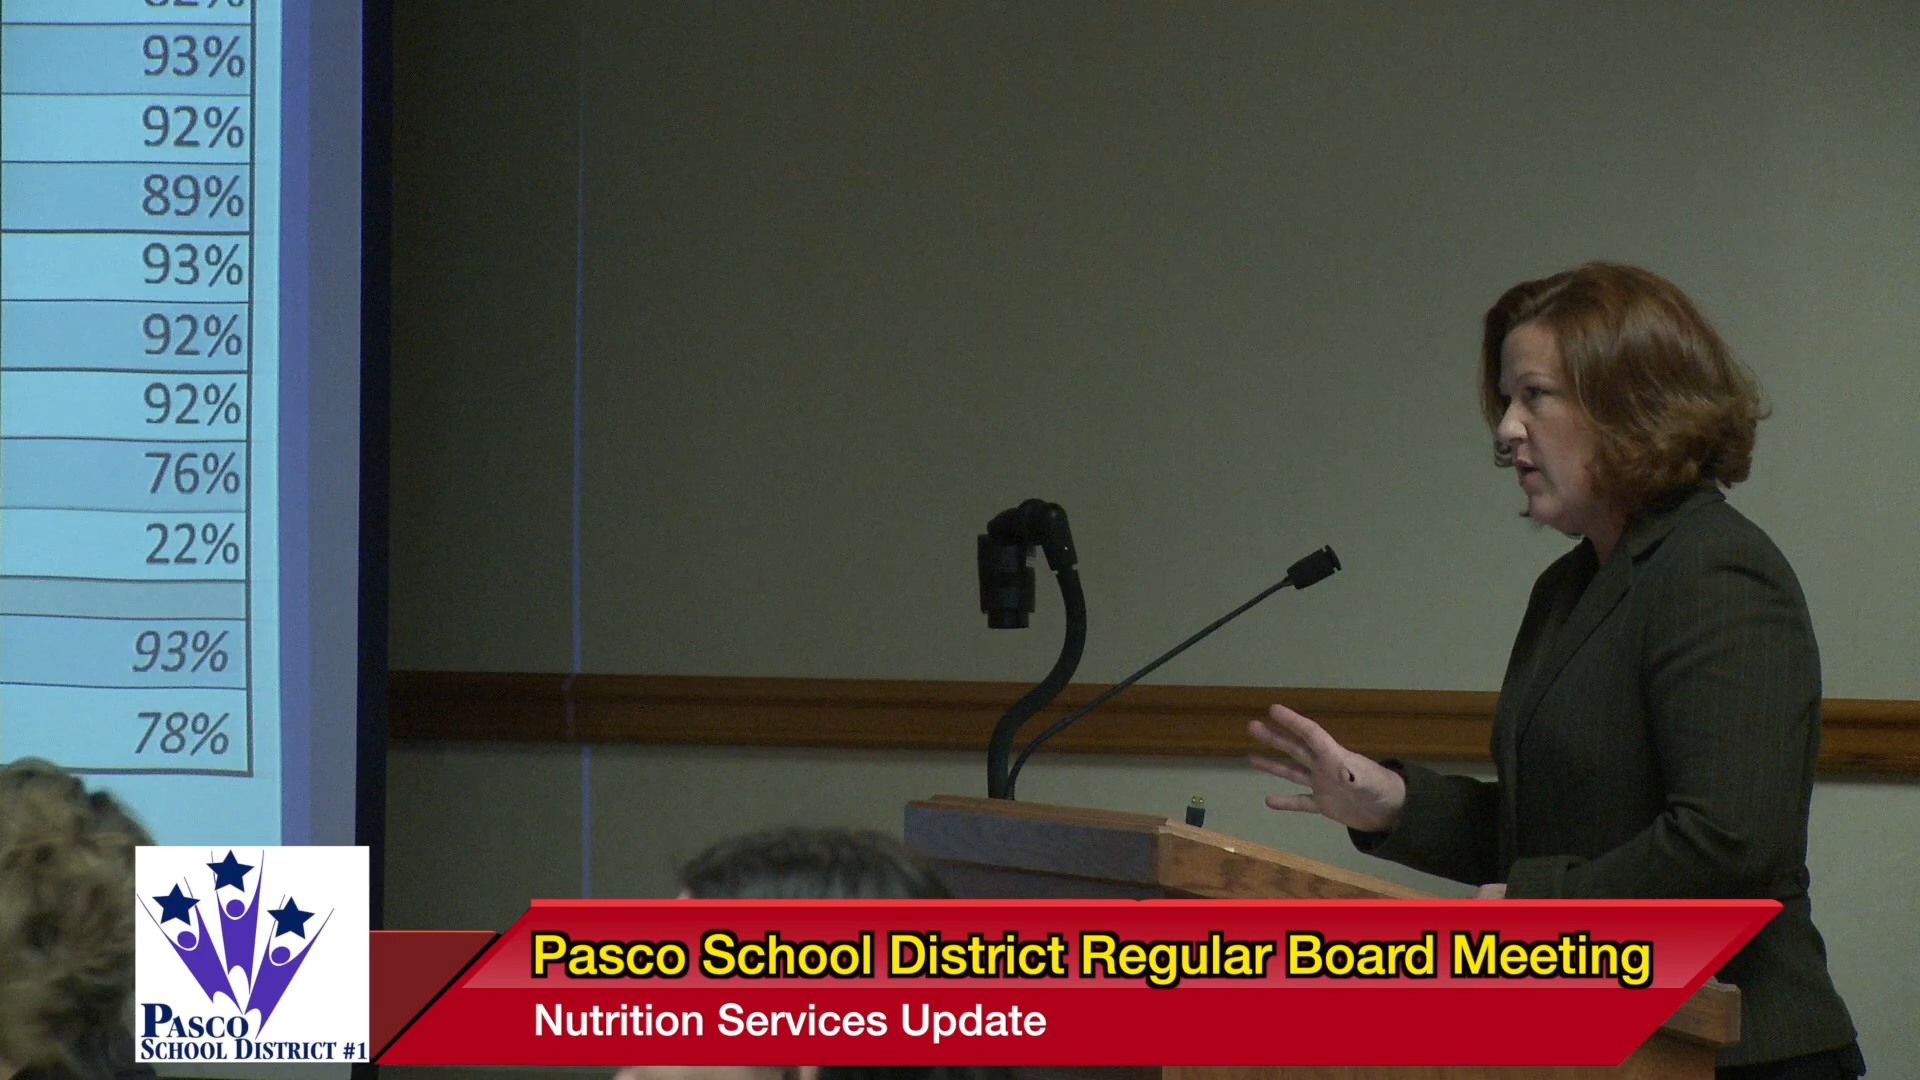 82%
93%
92%
89%
93%
92%
92%
76%
22%
93%
78%
Pasco School District Regular Board Meeting
Nutrition Services Update
PASCO
SCHOOL DISTRICT #1